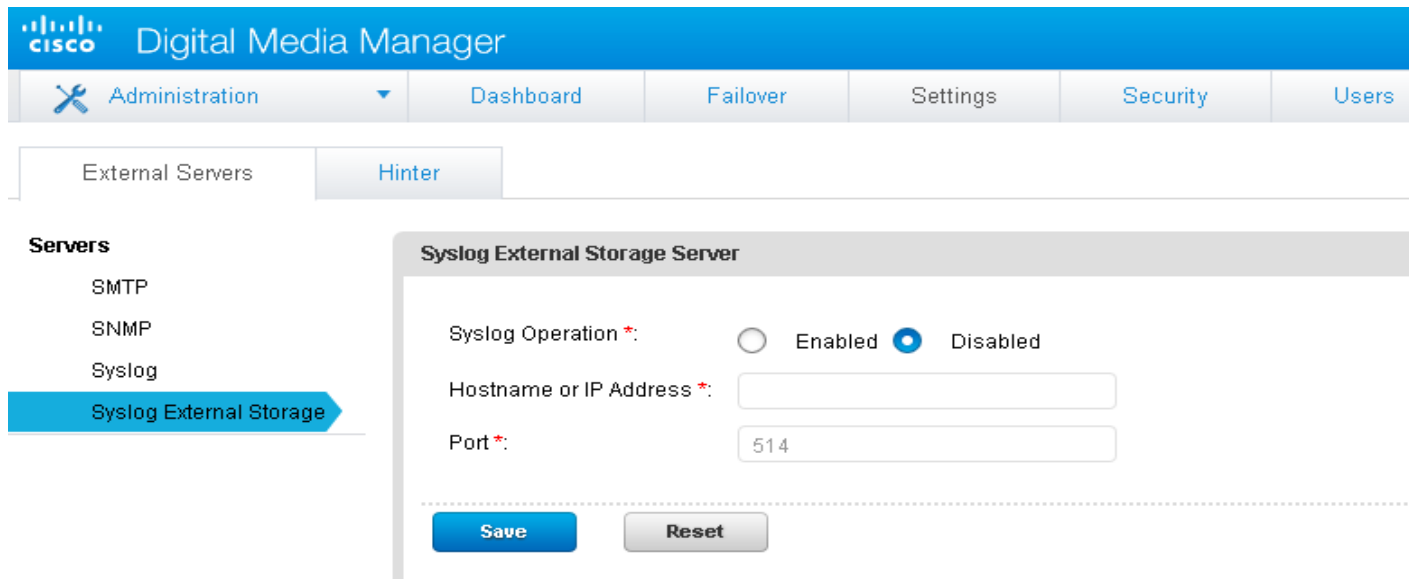 CISCO Digital Media Manager
Administration Dashboard Failover Settings Security Users
External Servers Hinter
Servers
SMTP
SNMP
Syslog
Syslog External Storage
Syslog External Storage Server
Syslog Operation *: Enabled Disabled
Hostname or IP Address *:
Port *: 514
Save Reset